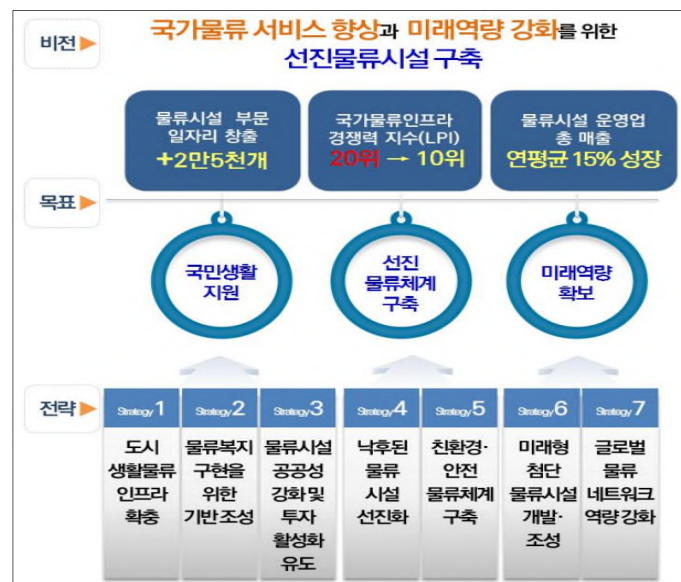 비전
국가물류 서비스 향상과 미래역량 강화를 위한
선진물류시설 구축
물류시설 부문
일자리 창출
+2만5천개
국가물류인프라
경쟁력 지수(LPI)
20위 → 10위
물류시설 운영업
총 매출
연평균 15% 성장
목표
국민생활
지원
선진
물류체계
구축
미래역량
확보
전략
Strategy 1
도시
생활물류
인프라
확충
Strategy 2
물류복지
구현을
위한
기반 조성
Strategy 3
물류시설
공공성
강화 및
투자
활성화
유도
Strategy 4
낙후된
물류
시설
선진화
Strategy 5
친환경·
안전
물류체계
구축
Strategy 6
미래형
첨단
물류시설
개발·
조성
Strategy 7
글로벌
물류
네트워크
역량 강화